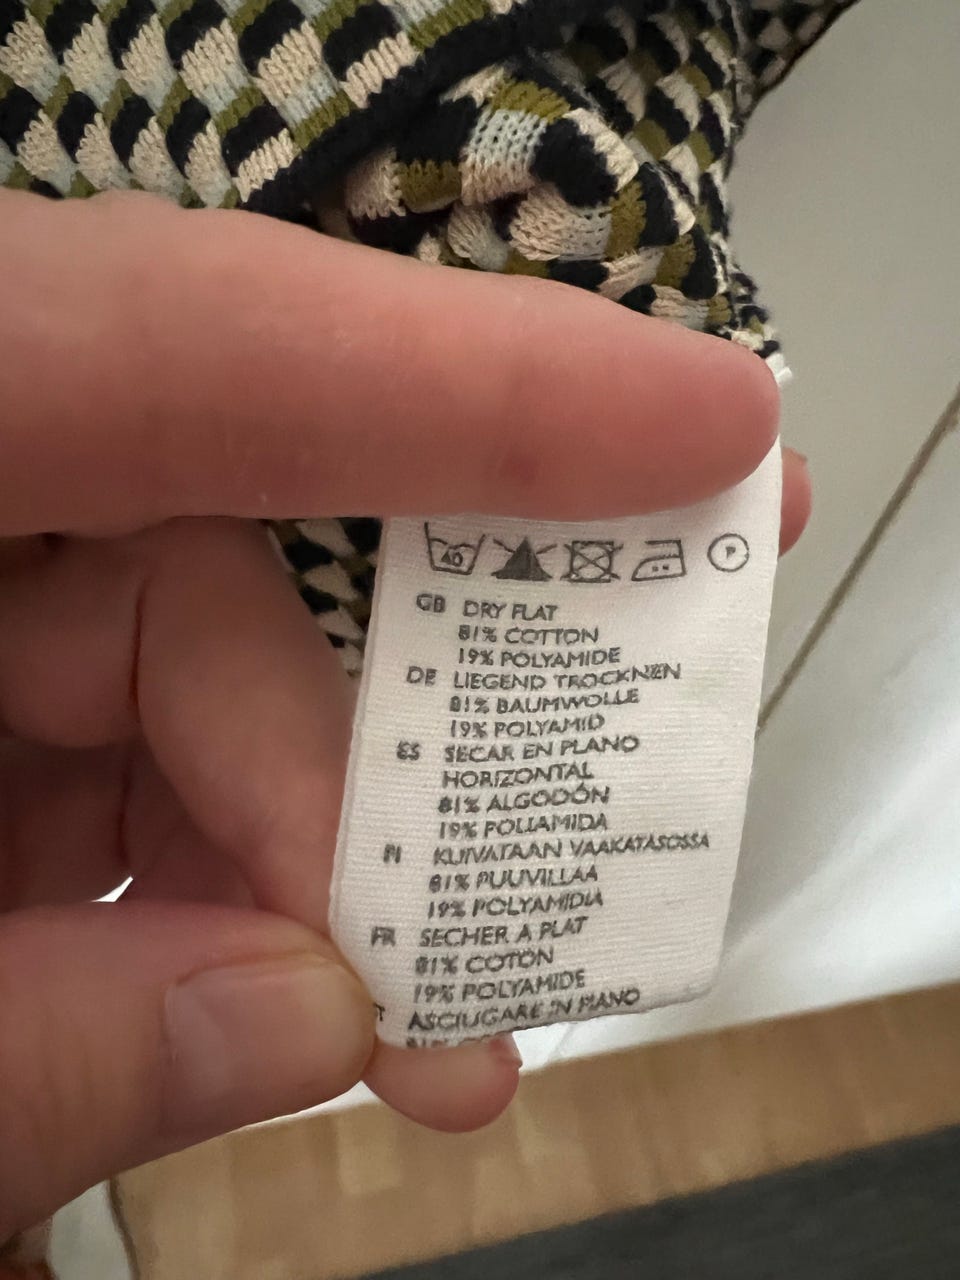 40
P
GB DRY FLAT
81% COTTON
19% POLYAMIDE
DE LIEGEND TROCKNEN
81% BAUMWOLLE
19% POLYAMID
ES SECAR EN PLANO
HORIZONTAL
81% ALGODÓN
19% POLIAMIDA
FI KUIVATAAN VAAKATASOSSA
81% PUUVILLAA
19% POLYAMIDIA
FR SECHER A PLAT
81% COTON
19% POLYAMIDE
ASCIUGARE IN PIANO